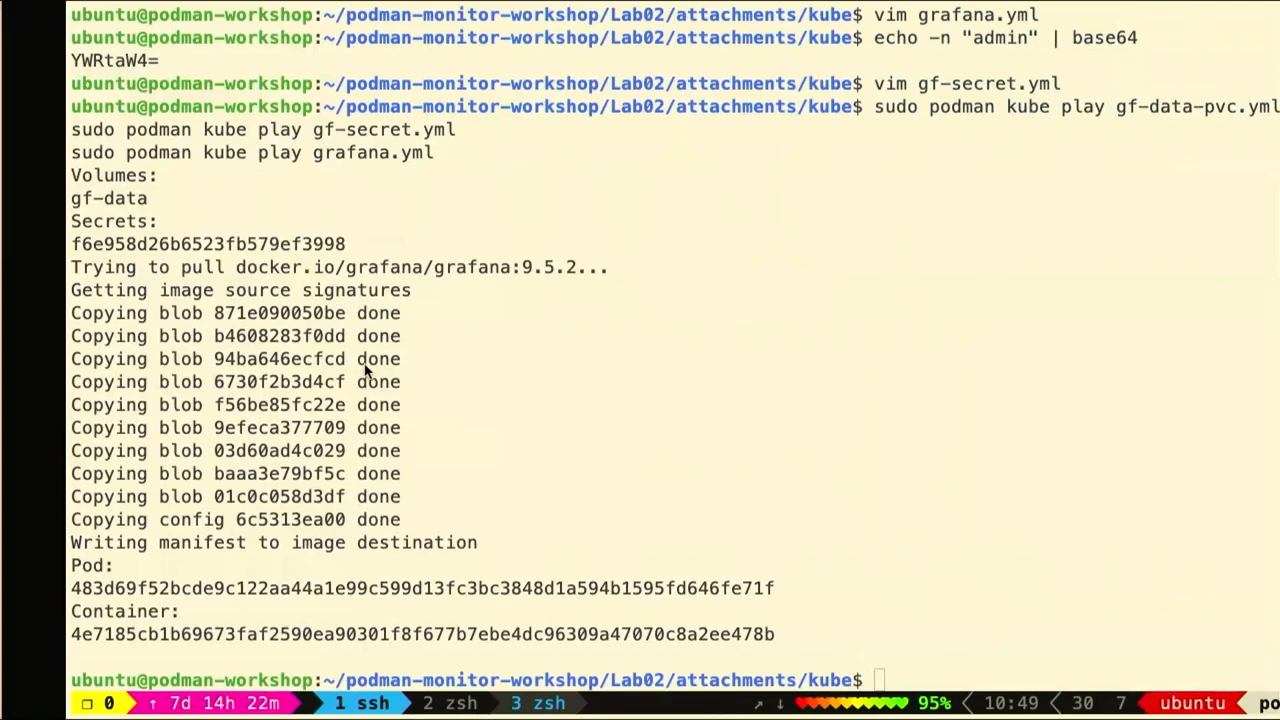 ubuntu@podman-workshop:~/podman-monitor-workshop/Lab02/attachments/kube$ vim grafana.yml
ubuntu@podman-workshop:~/podman-monitor-workshop/Lab02/attachments/kube$ echo -n "admin" | base64
YWRtaW4=
ubuntu@podman-workshop:~/podman-monitor-workshop/Lab02/attachments/kube$ vim gf-secret.yml
ubuntu@podman-workshop:~/podman-monitor-workshop/Lab02/attachments/kube$ sudo podman kube play gf-data-pvc.yml
sudo podman kube play gf-secret.yml
sudo podman kube play grafana.yml
Volumes:
gf-data
Secrets:
f6e958d26b6523fb579ef3998
Trying to pull docker.io/grafana/grafana:9.5.2...
Getting image source signatures
Copying blob 871e090050be done
Copying blob b4608283f0dd done
Copying blob 94ba646ecfcd done
Copying blob 6730f2b3d4cf done
Copying blob f56be85fc22e done
Copying blob 9efeca377709 done
Copying blob 03d60ad4c029 done
Copying blob baaa3e79bf5c done
Copying blob 01c0c058d3df done
Copying config 6c5313ea00 done
Writing manifest to image destination
Pod:
483d69f52bcde9c122aa44a1e99c599d13fc3bc3848d1a594b1595fd646fe71f
Container:
4e7185cb1b69673faf2590ea90301f8f677b7ebe4dc96309a47070c8a2ee478b
ubuntu@podman-workshop:~/podman-monitor-workshop/Lab02/attachments/kube$
❐ 0 ↑ 7d 14h 22m 1 ssh 2 zsh 3 zsh ↗ ↓ ♥♥♥♥♥♥♥♥♥♥ 95% 10:49 30 7 ubuntu po